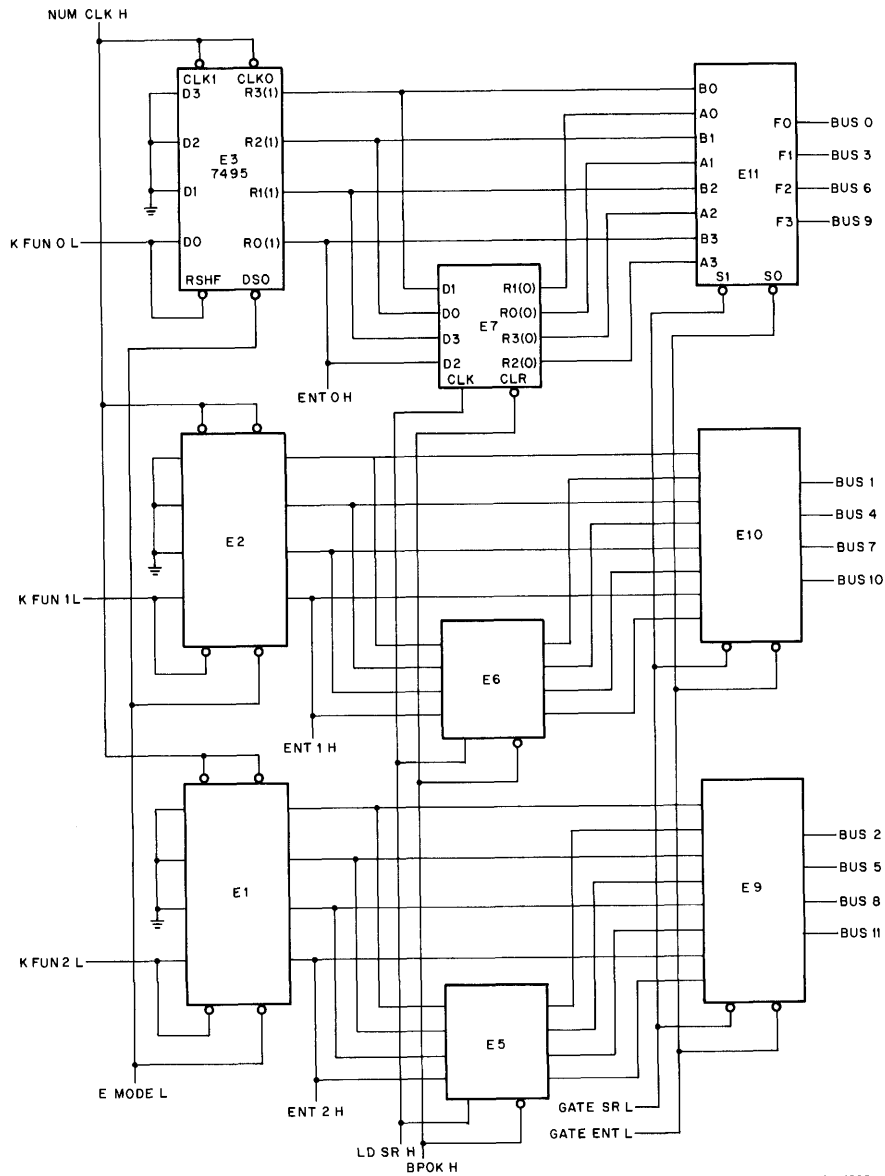 NUM CLK H
CLK1 CLK0
D3 R3(1)
D2 R2(1)
E3
7495
D1 R1(1)
K FUN 0 L D0 R0(1)
RSHF DS0
B0
A0
B1
A1
E11
B2
A2
B3
A3
S1 S0
F0 BUS 0
F1 BUS 3
F2 BUS 6
F3 BUS 9
D1 R1(0)
D0 R0(0)
E7
D3 R3(0)
D2 R2(0)
CLK CLR
ENT 0 H
E2
K FUN 1 L
E10
BUS 1
BUS 4
BUS 7
BUS 10
E6
ENT 1 H
E1
K FUN 2 L
E9
BUS 2
BUS 5
BUS 8
BUS 11
E5
E MODE L
ENT 2 H
GATE SR L
GATE ENT L
LD SR H
BPOK H